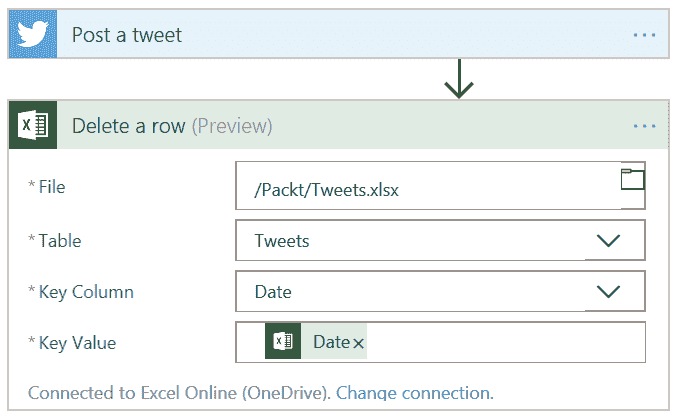 Post a tweet ...
Delete a row (Preview) ...
* File /Packt/Tweets.xlsx
* Table Tweets
* Key Column Date
* Key Value X Date ×
Connected to Excel Online (OneDrive). Change connection.